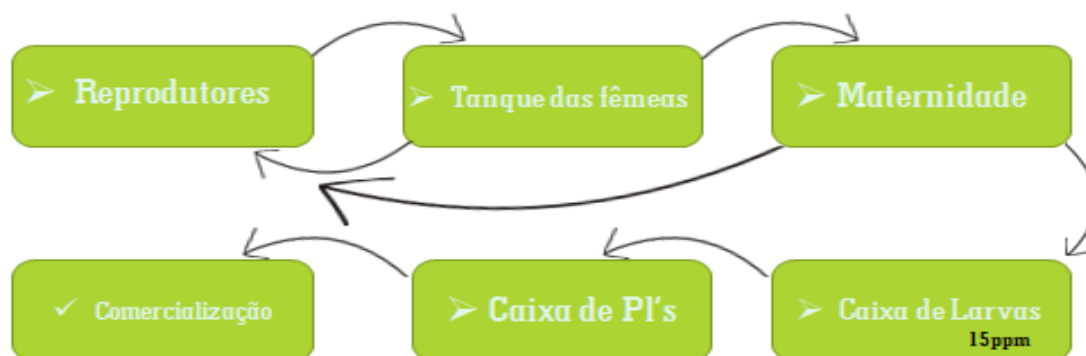 ➢ Reprodutores
➢ Tanque das fêmeas
➢ Maternidade
✓ Comercialização
➢ Caixa de Pl's
➢ Caixa de Larvas
15ppm